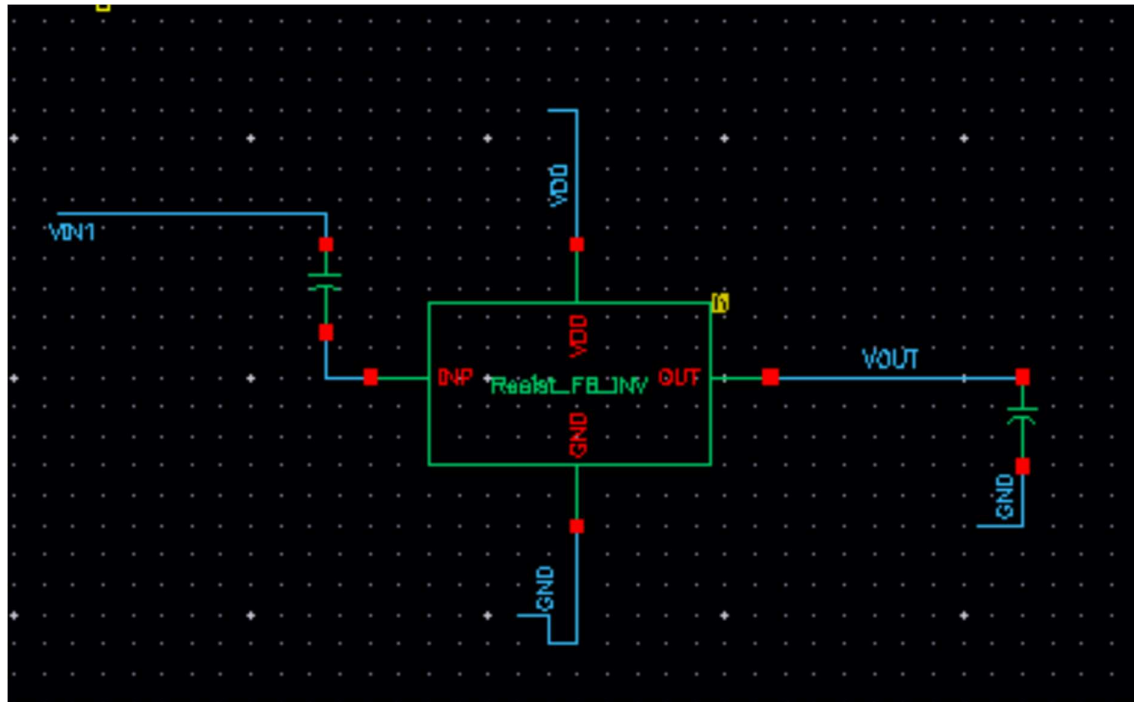 VDD
VIN1
VDD
INP
Resist_FB_INV
OUT
VOUT
GND
GND
GND